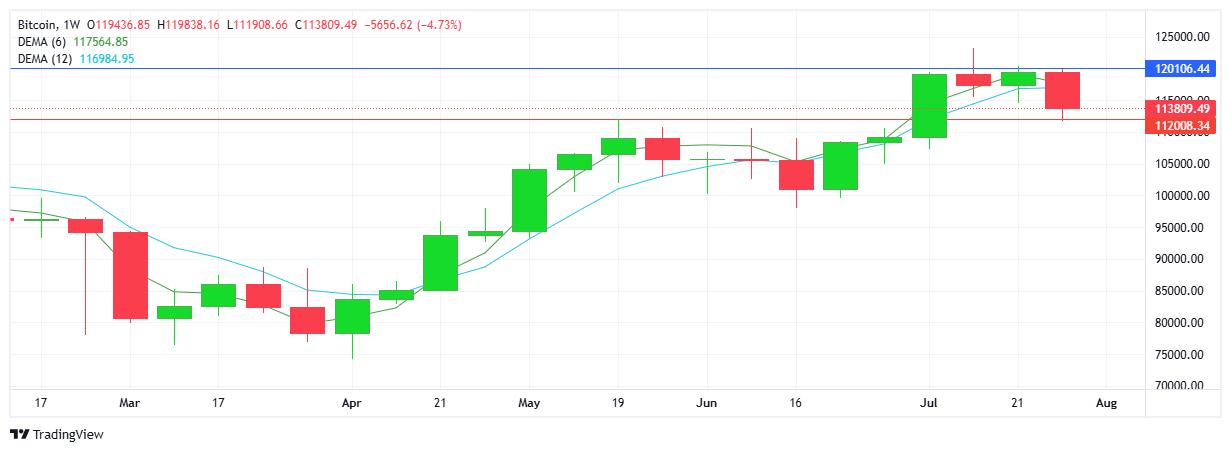 Bitcoin, 1W O119436.85 H119838.16 L111908.66 C113809.49 −5656.62 (−4.73%)
DEMA (6) 117564.85
DEMA (12) 116984.95
125000.00
120106.44
115000.00
113809.49
112008.34
110000.00
105000.00
100000.00
95000.00
90000.00
85000.00
80000.00
75000.00
70000.00
17 Mar 17 Apr 21 May 19 Jun 16 Jul 21 Aug
TradingView